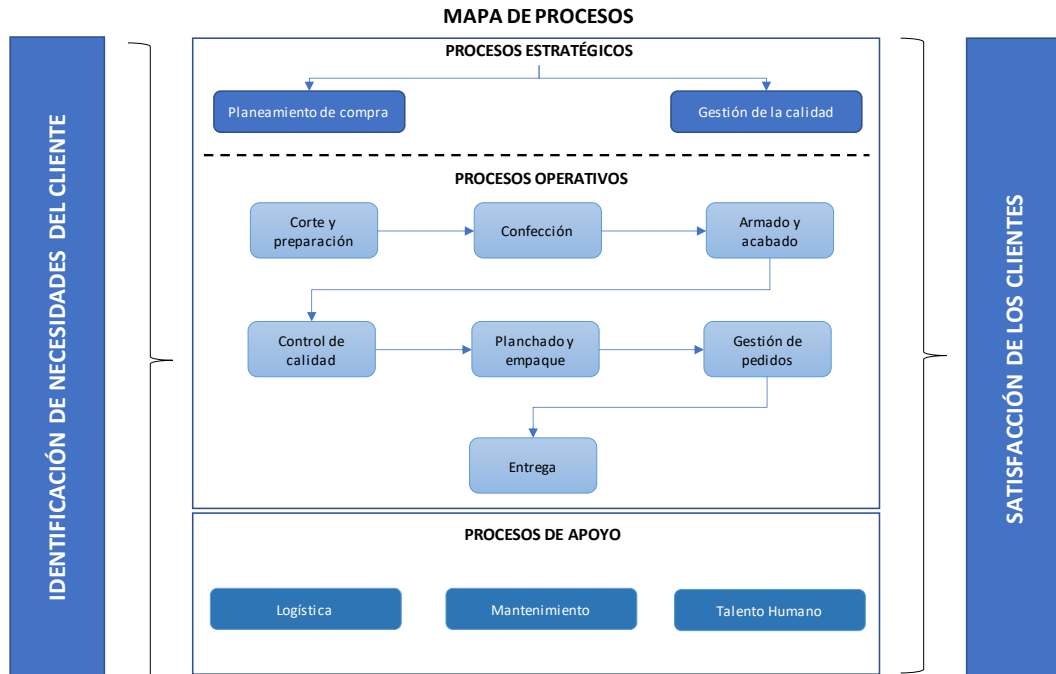 MAPA DE PROCESOS
IDENTIFICACIÓN DE NECESIDADES DEL CLIENTE
PROCESOS ESTRATÉGICOS
Planeamiento de compra
Gestión de la calidad
PROCESOS OPERATIVOS
Corte y
preparación
Confección
Armado y
acabado
Control de
calidad
Planchado y
empaque
Gestión de
pedidos
Entrega
PROCESOS DE APOYO
Logística
Mantenimiento
Talento Humano
SATISFACCIÓN DE LOS CLIENTES